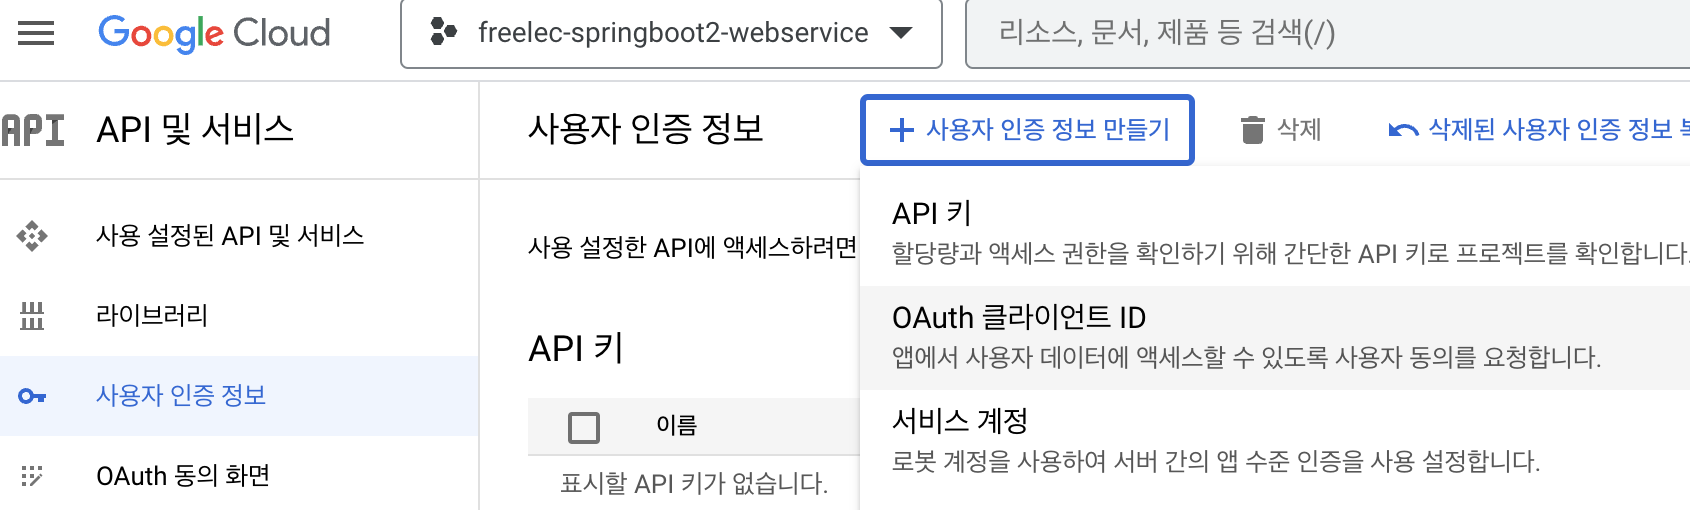 Google Cloud
freelec-springboot2-webservice
리소스, 문서, 제품 등 검색(/)
API
API 및 서비스
사용자 인증 정보
+ 사용자 인증 정보 만들기
삭제
삭제된 사용자 인증 정보
사용 설정된 API 및 서비스
라이브러리
사용자 인증 정보
OAuth 동의 화면
사용 설정한 API에 액세스하려면
API 키
이름
표시할 API 키가 없습니다.
API 키
할당량과 액세스 권한을 확인하기 위해 간단한 API 키로 프로젝트를 확인합니다.
OAuth 클라이언트 ID
앱에서 사용자 데이터에 액세스할 수 있도록 사용자 동의를 요청합니다.
서비스 계정
로봇 계정을 사용하여 서버 간의 앱 수준 인증을 사용 설정합니다.